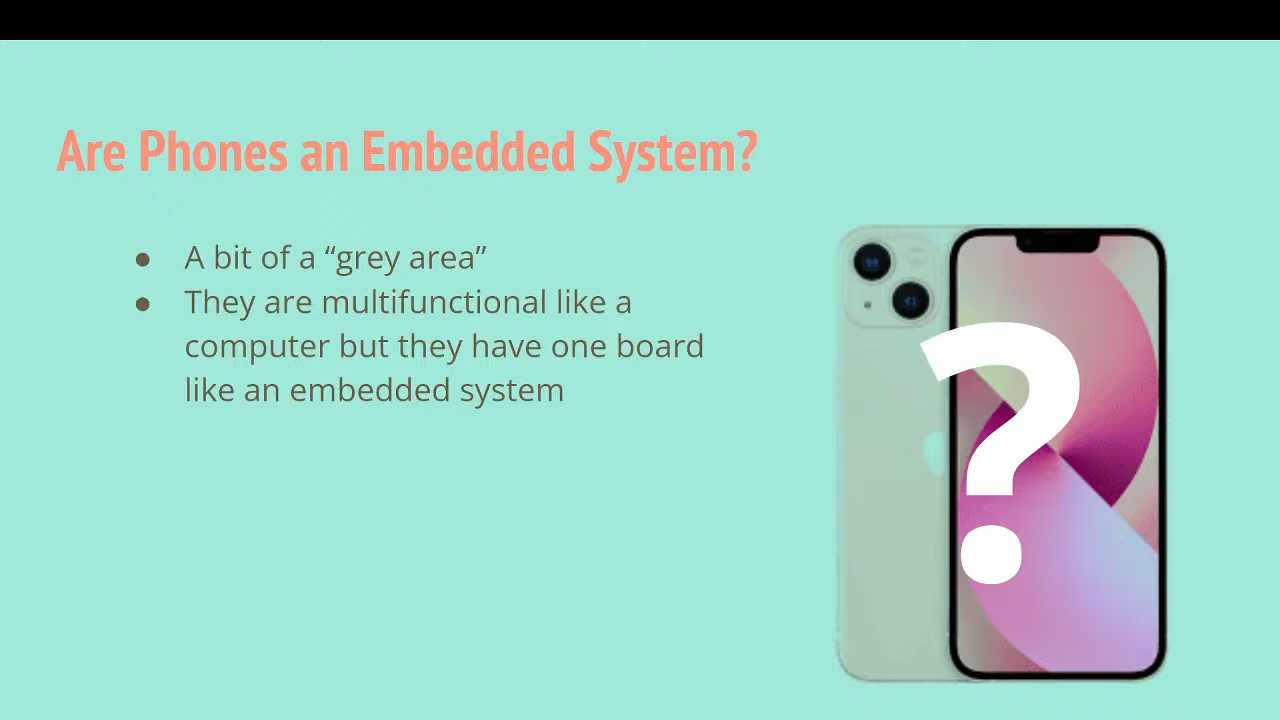 Are Phones an Embedded System?
● A bit of a “grey area”
● They are multifunctional like a
computer but they have one board
like an embedded system
?